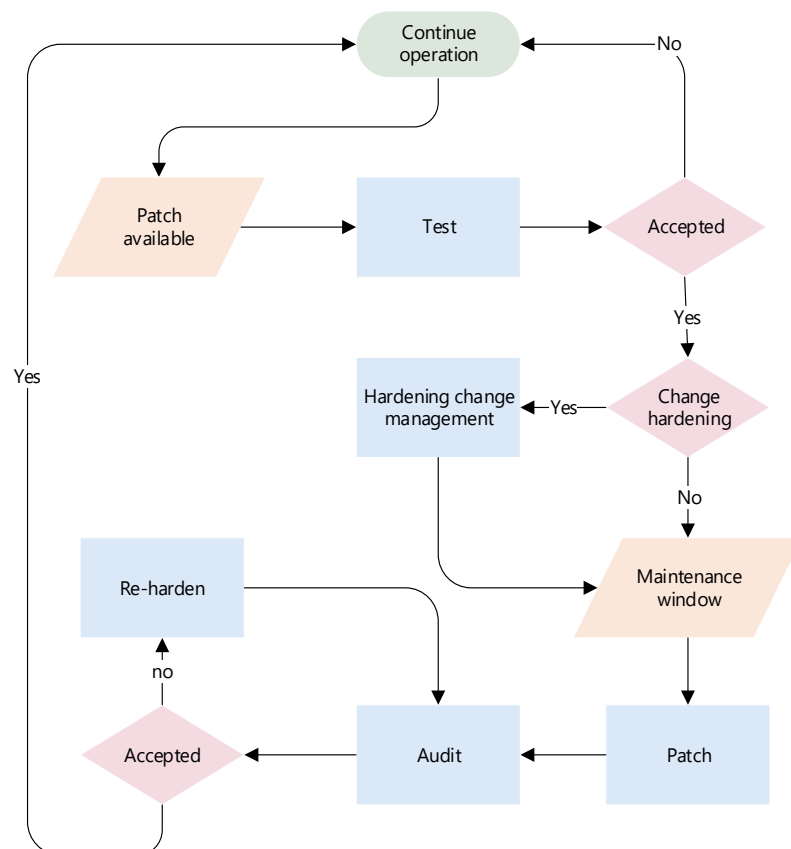 Continue
operation
No
Patch
available
Test
Accepted
Yes
Yes
Hardening change
management
Yes
Change
hardening
No
Re-harden
Maintenance
window
no
Accepted
Audit
Patch